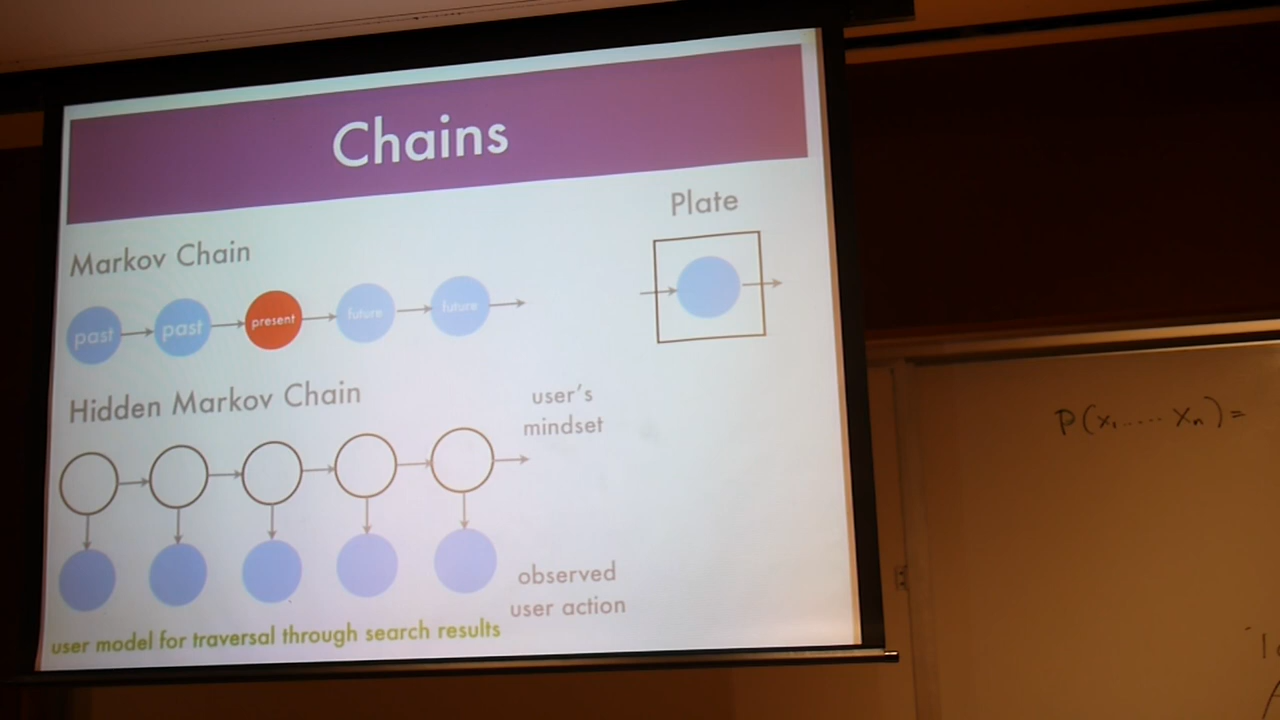 Chains
Markov Chain
past
past
present
future
future
Plate
Hidden Markov Chain
user's
mindset
observed
user action
user model for traversal through search results
P(x₁..... Xₙ)=